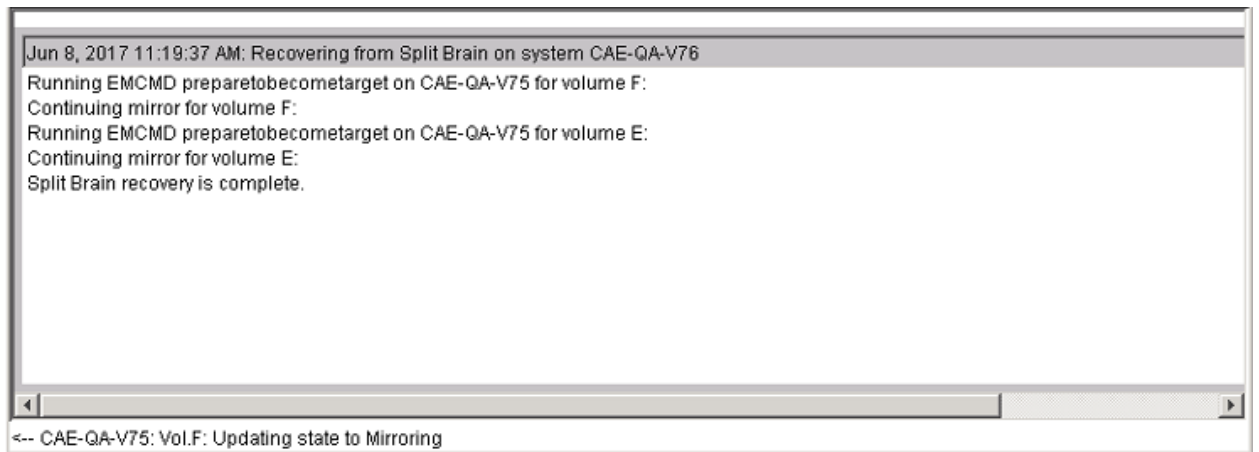 Jun 8, 2017 11:19:37 AM: Recovering from Split Brain on system CAE-QA-V76
Running EMCMD preparetobecometarget on CAE-QA-V75 for volume F:
Continuing mirror for volume F:
Running EMCMD preparetobecometarget on CAE-QA-V75 for volume E:
Continuing mirror for volume E:
Split Brain recovery is complete.
<-- CAE-QA-V75: Vol.F: Updating state to Mirroring